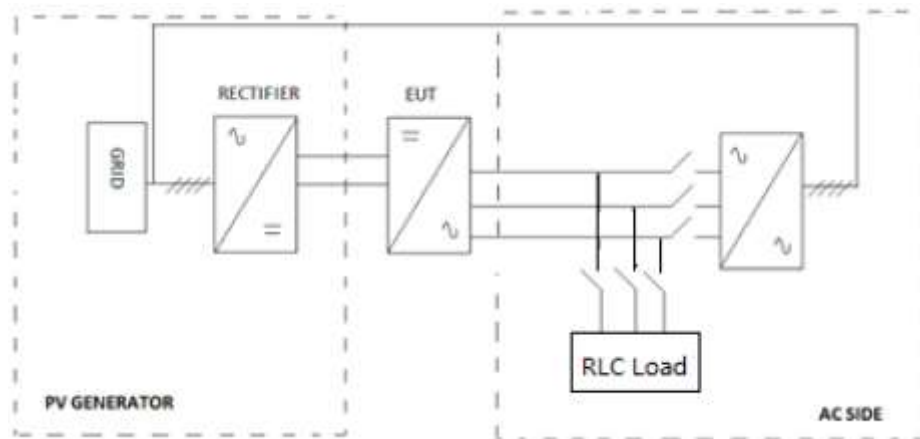 RECTIFIER
EUT
GRID
RLC Load
PV GENERATOR
AC SIDE